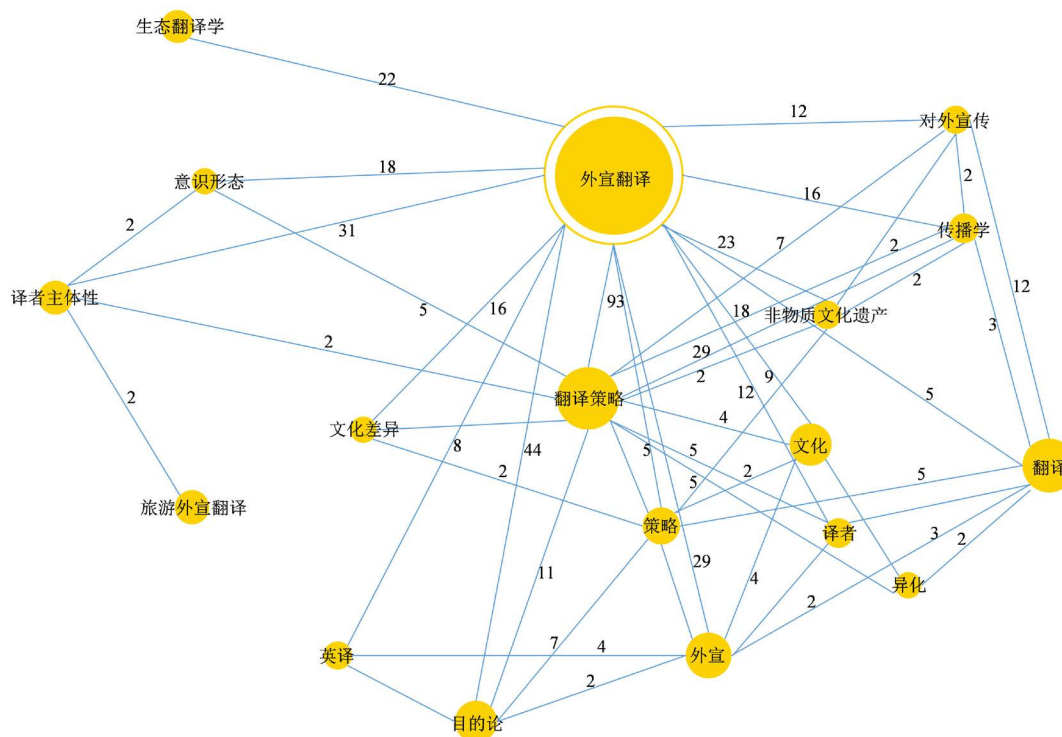 生态翻译学
22
12
对外宣传
外宣翻译
18
意识形态
2
16
2
传播学
31
23
7
2
译者主体性
16
93
2
12
5
18
非物质文化遗产
3
2
29
2
9
12
5
2
翻译策略
4
文化差异
8
44
5
5
文化
2
2
5
5
翻译
旅游外宣翻译
策略
译者
3
2
11
29
4
异化
2
7
4
英译
外宣
2
目的论